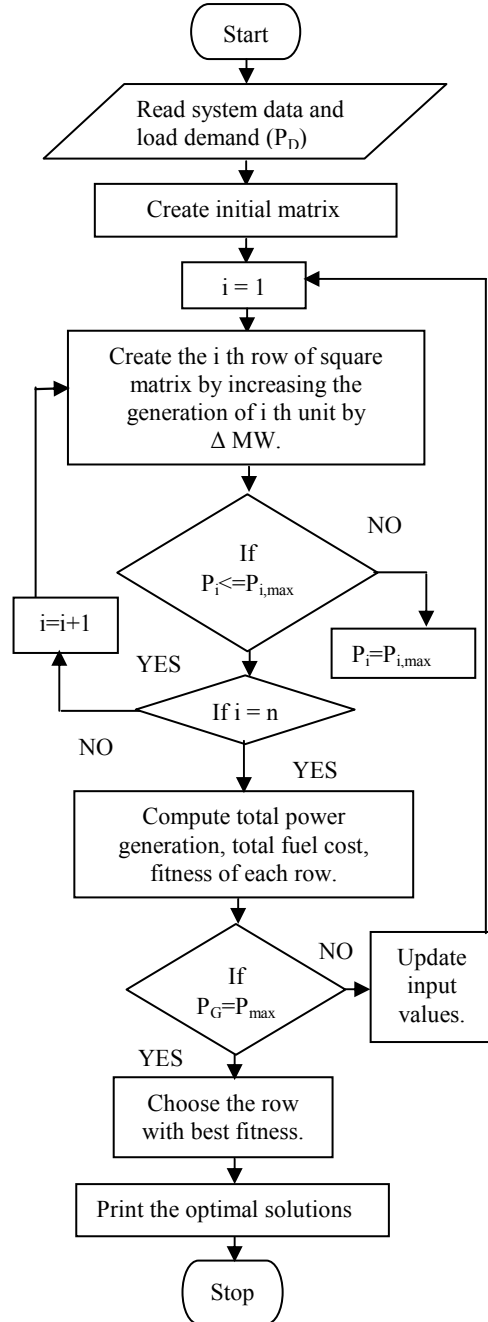 Start
Read system data and
load demand (P_D)
Create initial matrix
i = 1
Create the i th row of square
matrix by increasing the
generation of i th unit by
Δ MW.
NO
If
P_i<=P_i,max
i=i+1
P_i=P_i,max
YES
If i = n
NO
YES
Compute total power
generation, total fuel cost,
fitness of each row.
NO
If
P_G=P_max
Update
input
values.
YES
Choose the row
with best fitness.
Print the optimal solutions
Stop